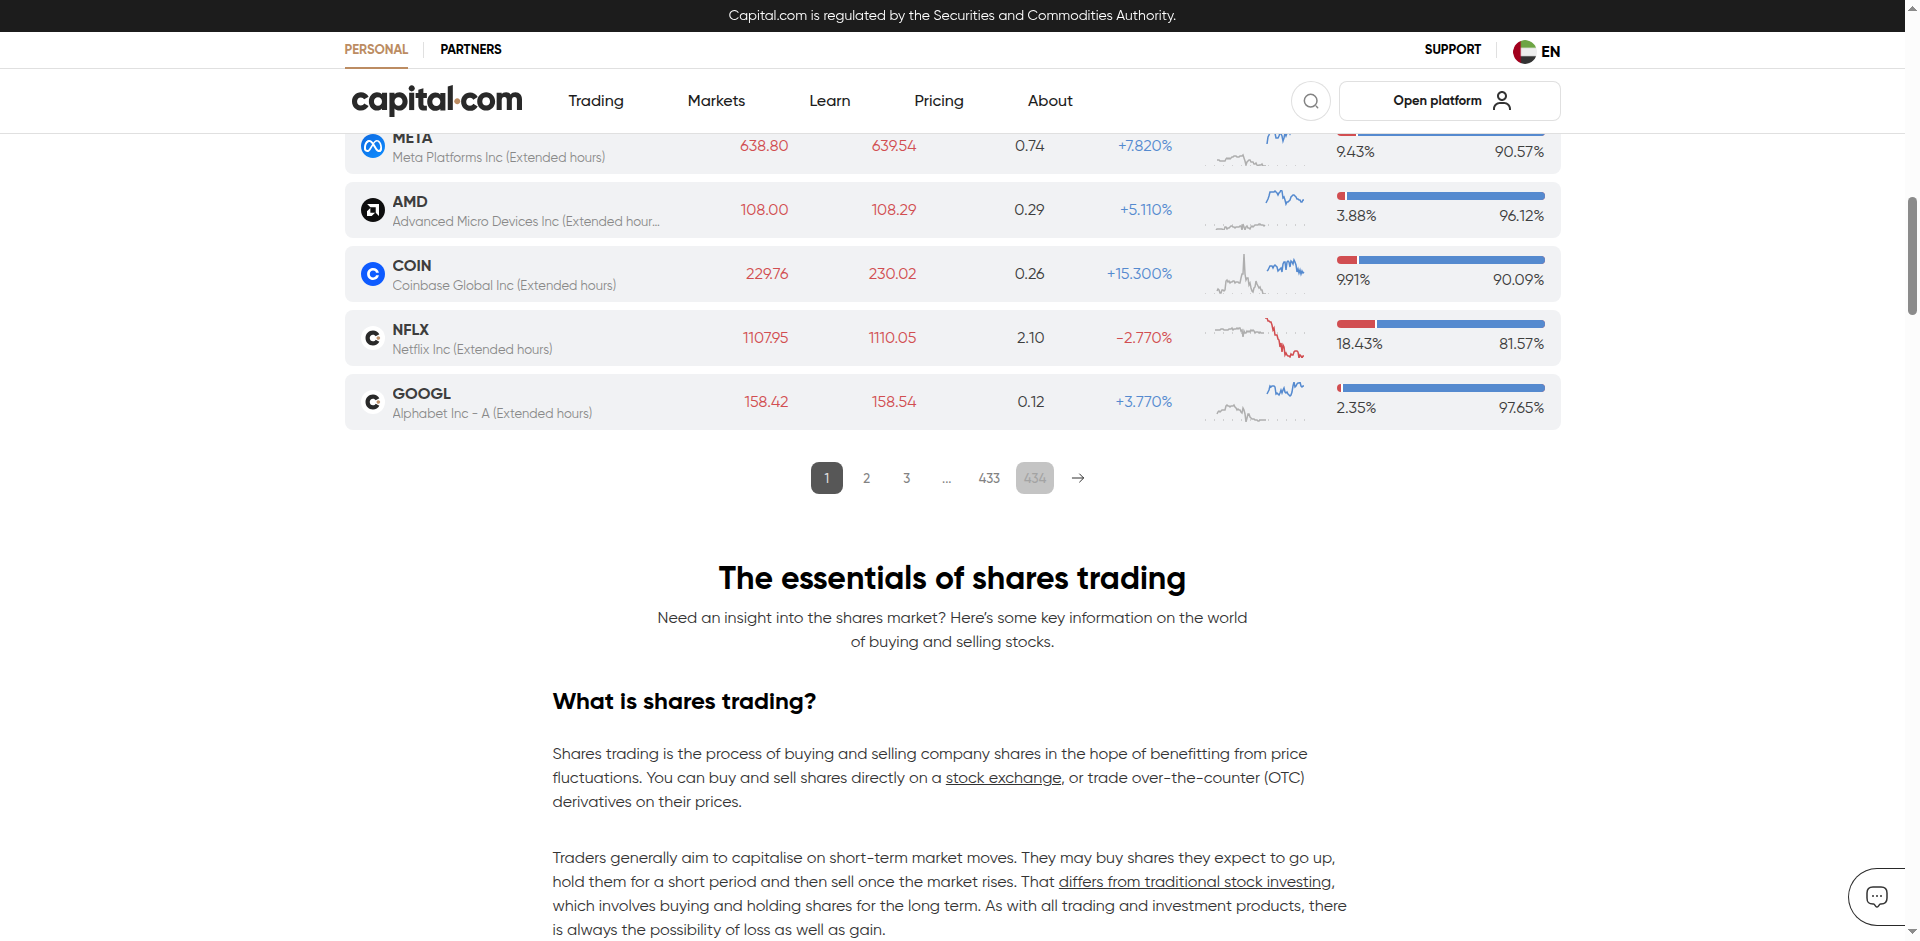 Capital.com is regulated by the Securities and Commodities Authority.
PERSONAL PARTNERS SUPPORT EN
capital.com Trading Markets Learn Pricing About Open platform
META 638.80 639.54 0.74 +7.820% 9.43% 90.57%
Meta Platforms Inc (Extended hours)
AMD 108.00 108.29 0.29 +5.110% 3.88% 96.12%
Advanced Micro Devices Inc (Extended hour...
COIN 229.76 230.02 0.26 +15.300% 9.91% 90.09%
Coinbase Global Inc (Extended hours)
NFLX 1107.95 1110.05 2.10 -2.770% 18.43% 81.57%
Netflix Inc (Extended hours)
GOOGL 158.42 158.54 0.12 +3.770% 2.35% 97.65%
Alphabet Inc - A (Extended hours)
1 2 3 ... 433 434
The essentials of shares trading
Need an insight into the shares market? Here's some key information on the world
of buying and selling stocks.
What is shares trading?
Shares trading is the process of buying and selling company shares in the hope of benefitting from price
fluctuations. You can buy and sell shares directly on a stock exchange, or trade over-the-counter (OTC)
derivatives on their prices.
Traders generally aim to capitalise on short-term market moves. They may buy shares they expect to go up,
hold them for a short period and then sell once the market rises. That differs from traditional stock investing,
which involves buying and holding shares for the long term. As with all trading and investment products, there
is always the possibility of loss as well as gain.